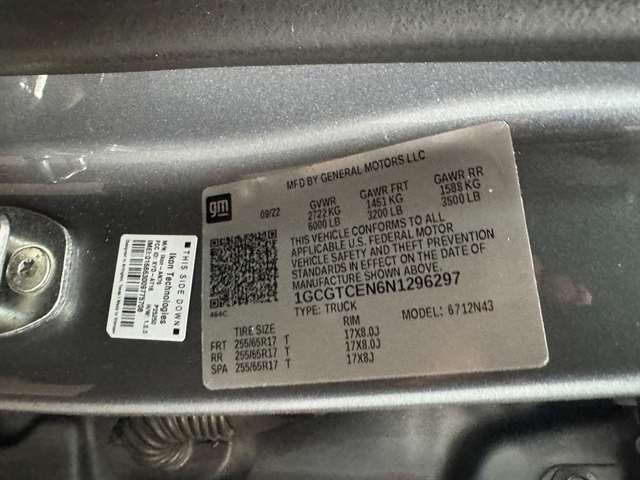 MFD BY GENERAL MOTORS LLC
gm
09/22
GVWR
2722 KG
6000 LB
GAWR FRT
1451 KG
3200 LB
GAWR RR
1588 KG
3500 LB
THIS VEHICLE CONFORMS TO ALL
APPLICABLE U.S. FEDERAL MOTOR
VEHICLE SAFETY AND THEFT PREVENTION
STANDARDS IN EFFECT ON THE DATE OF
MANUFACTURE SHOWN ABOVE.
1GCGTCEN6N1296297
TYPE: TRUCK
MODEL: 6712N43
464C
TIRE SIZE
RIM
FRT 255/65R17 T 17X8.0J
RR 255/65R17 T 17X8.0J
SPA 255/65R17 T 17X8J
THIS SIDE DOWN
Ikon Technologies